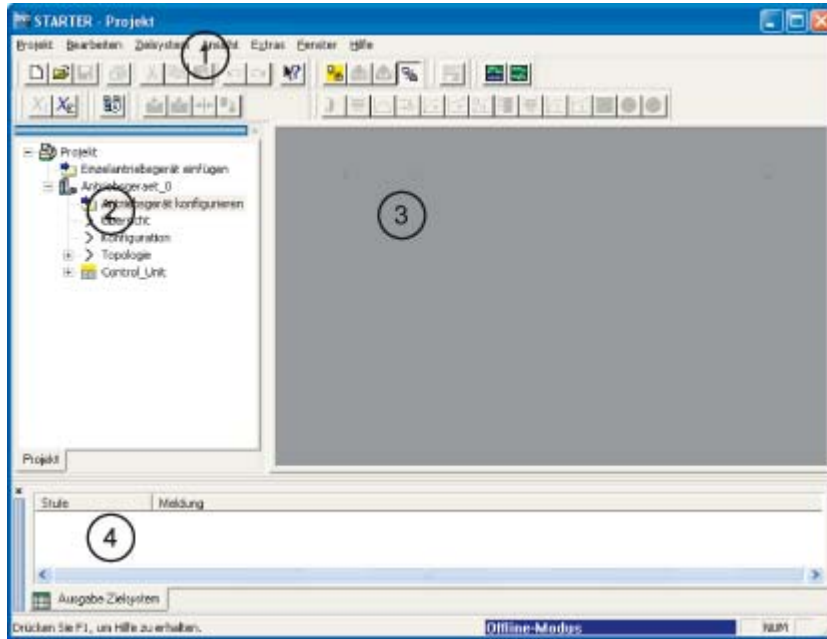 STARTER - Projekt
Projekt Bearbeiten Zielsystem Ansicht Extras Fenster Hilfe
1
Projekt
Einzelantriebsgerät einfügen
Antriebsgeraet_0
Antriebsgerät konfigurieren
2
Übersicht
3
Konfiguration
Topologie
Control_Unit
Projekt
Stufe Meldung
4
Ausgabe Zielsystem
Drücken Sie F1, um Hilfe zu erhalten. Offline-Modus NUM